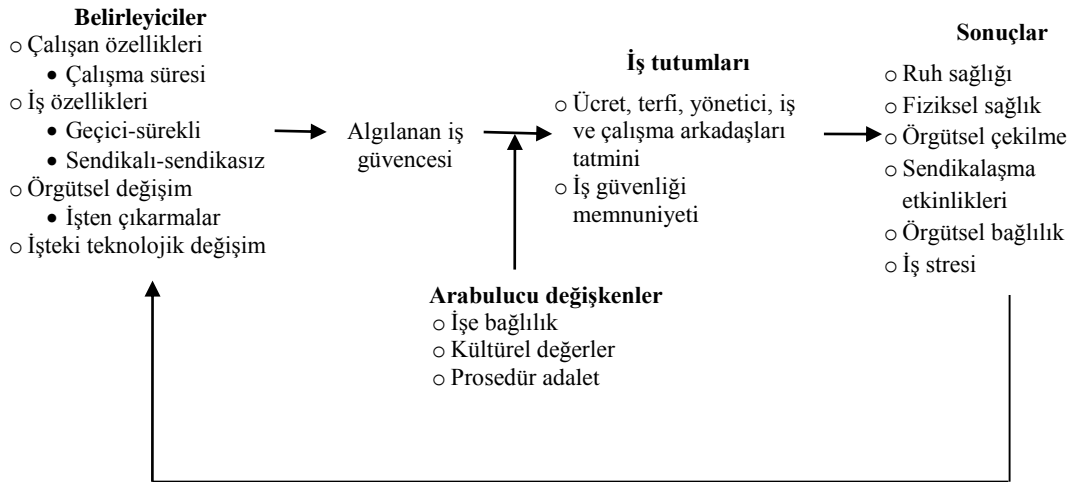 Belirleyiciler
○ Çalışan özellikleri
• Çalışma süresi
○ İş özellikleri
• Geçici-sürekli
• Sendikalı-sendikasız
○ Örgütsel değişim
• İşten çıkarmalar
○ İşteki teknolojik değişim
Algılanan iş
güvencesi
İş tutumları
○ Ücret, terfi, yönetici, iş
ve çalışma arkadaşları
tatmini
○ İş güvenliği
memnuniyeti
Arabulucu değişkenler
○ İşe bağlılık
○ Kültürel değerler
○ Prosedür adalet
Sonuçlar
○ Ruh sağlığı
○ Fiziksel sağlık
○ Örgütsel çekilme
○ Sendikalaşma
etkinlikleri
○ Örgütsel bağlılık
○ İş stresi